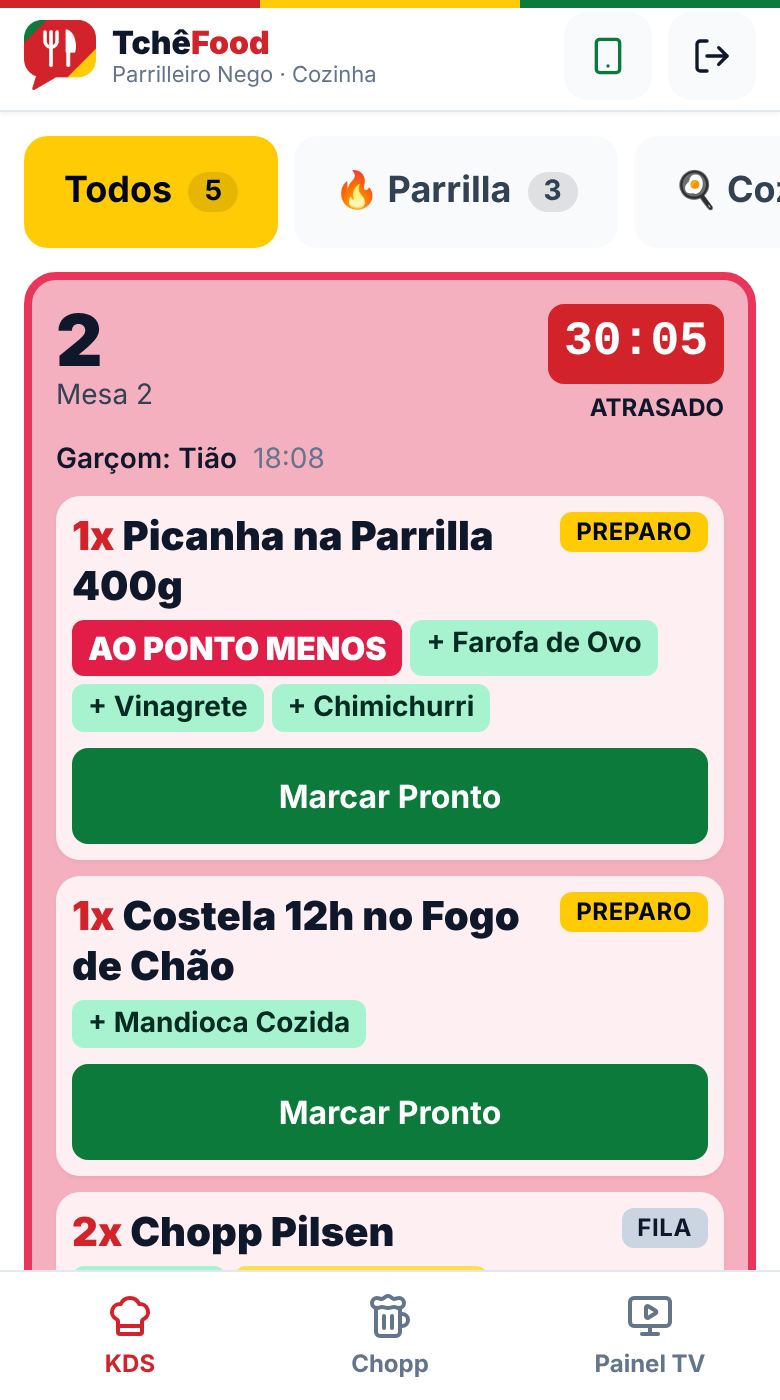 TchêFood
Parrilleiro Nego · Cozinha
Todos 5
Parrilla 3
2
30:05
Mesa 2
ATRASADO
Garçom: Tião 18:08
1x Picanha na Parrilla
PREPARO
400g
AO PONTO MENOS
+ Farofa de Ovo
+ Vinagrete
+ Chimichurri
Marcar Pronto
1x Costela 12h no Fogo
PREPARO
de Chão
+ Mandioca Cozida
Marcar Pronto
2x Chopp Pilsen
FILA
KDS
Chopp
Painel TV